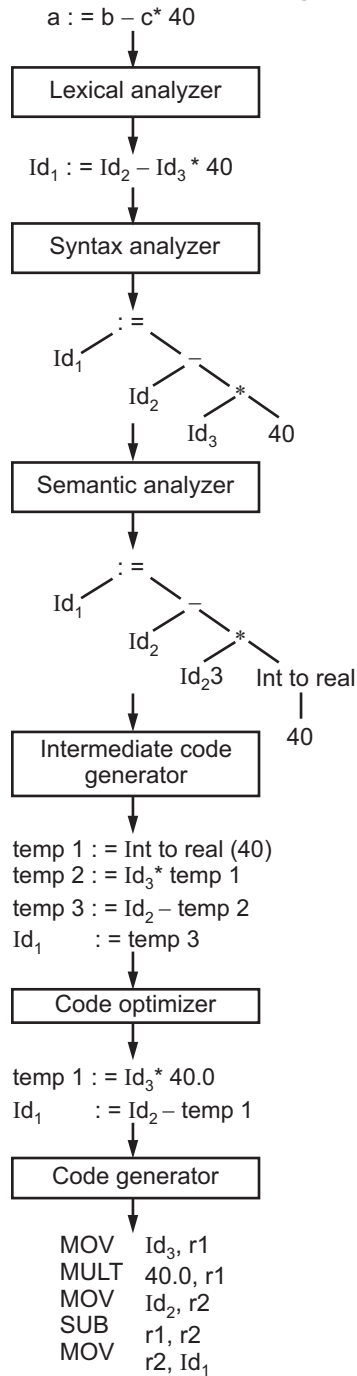 a : = b – c* 40
Lexical analyzer
Id₁ : = Id₂ – Id₃ * 40
Syntax analyzer
: =
Id₁ –
Id₂ *
Id₃ 40
Semantic analyzer
: =
Id₁ –
Id₂ *
Id₂3 Int to real
40
Intermediate code
generator
temp 1 : = Int to real (40)
temp 2 : = Id₃* temp 1
temp 3 : = Id₂ – temp 2
Id₁ : = temp 3
Code optimizer
temp 1 : = Id₃* 40.0
Id₁ : = Id₂ – temp 1
Code generator
MOV Id₃, r1
MULT 40.0, r1
MOV Id₂, r2
SUB r1, r2
MOV r2, Id₁